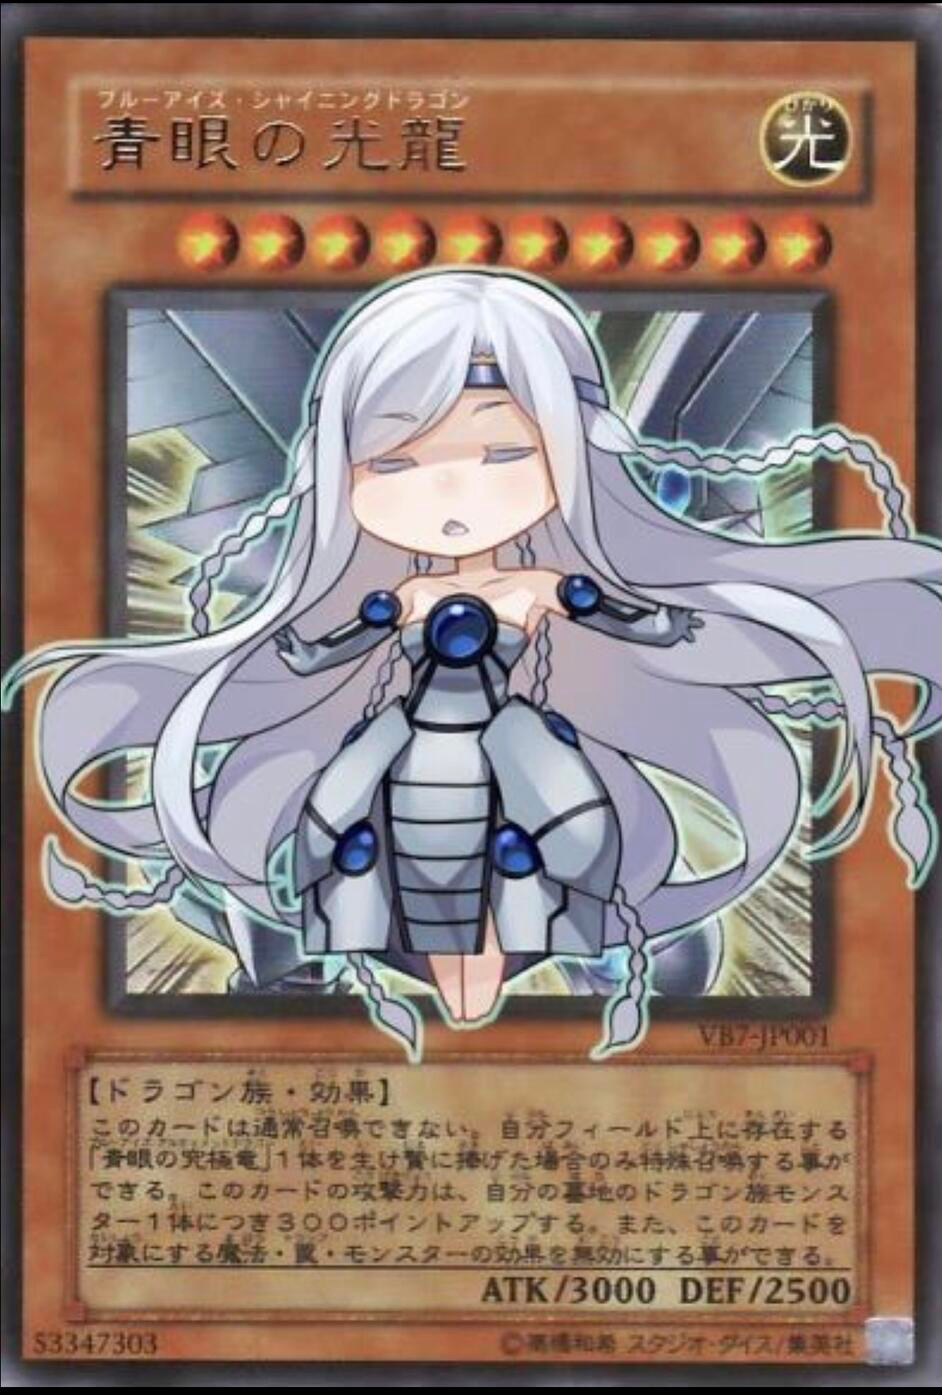 ブルーアイズ・シャイニングドラゴン
青眼の光龍
ひかり
光
VB7-JP001
【ドラゴン族・効果】
このカードは通常召喚できない。自分フィールド上に存在する
「青眼の究極竜」1体を生け贄に捧げた場合のみ特殊召喚する事が
できる。このカードの攻撃力は、自分の墓地のドラゴン族モンス
ター1体につき300ポイントアップする。また、このカードを
対象にする魔法・罠・モンスターの効果を無効にする事ができる。
ATK/3000 DEF/2500
53347303
©高橋和希 スタジオ・ダイス/集英社